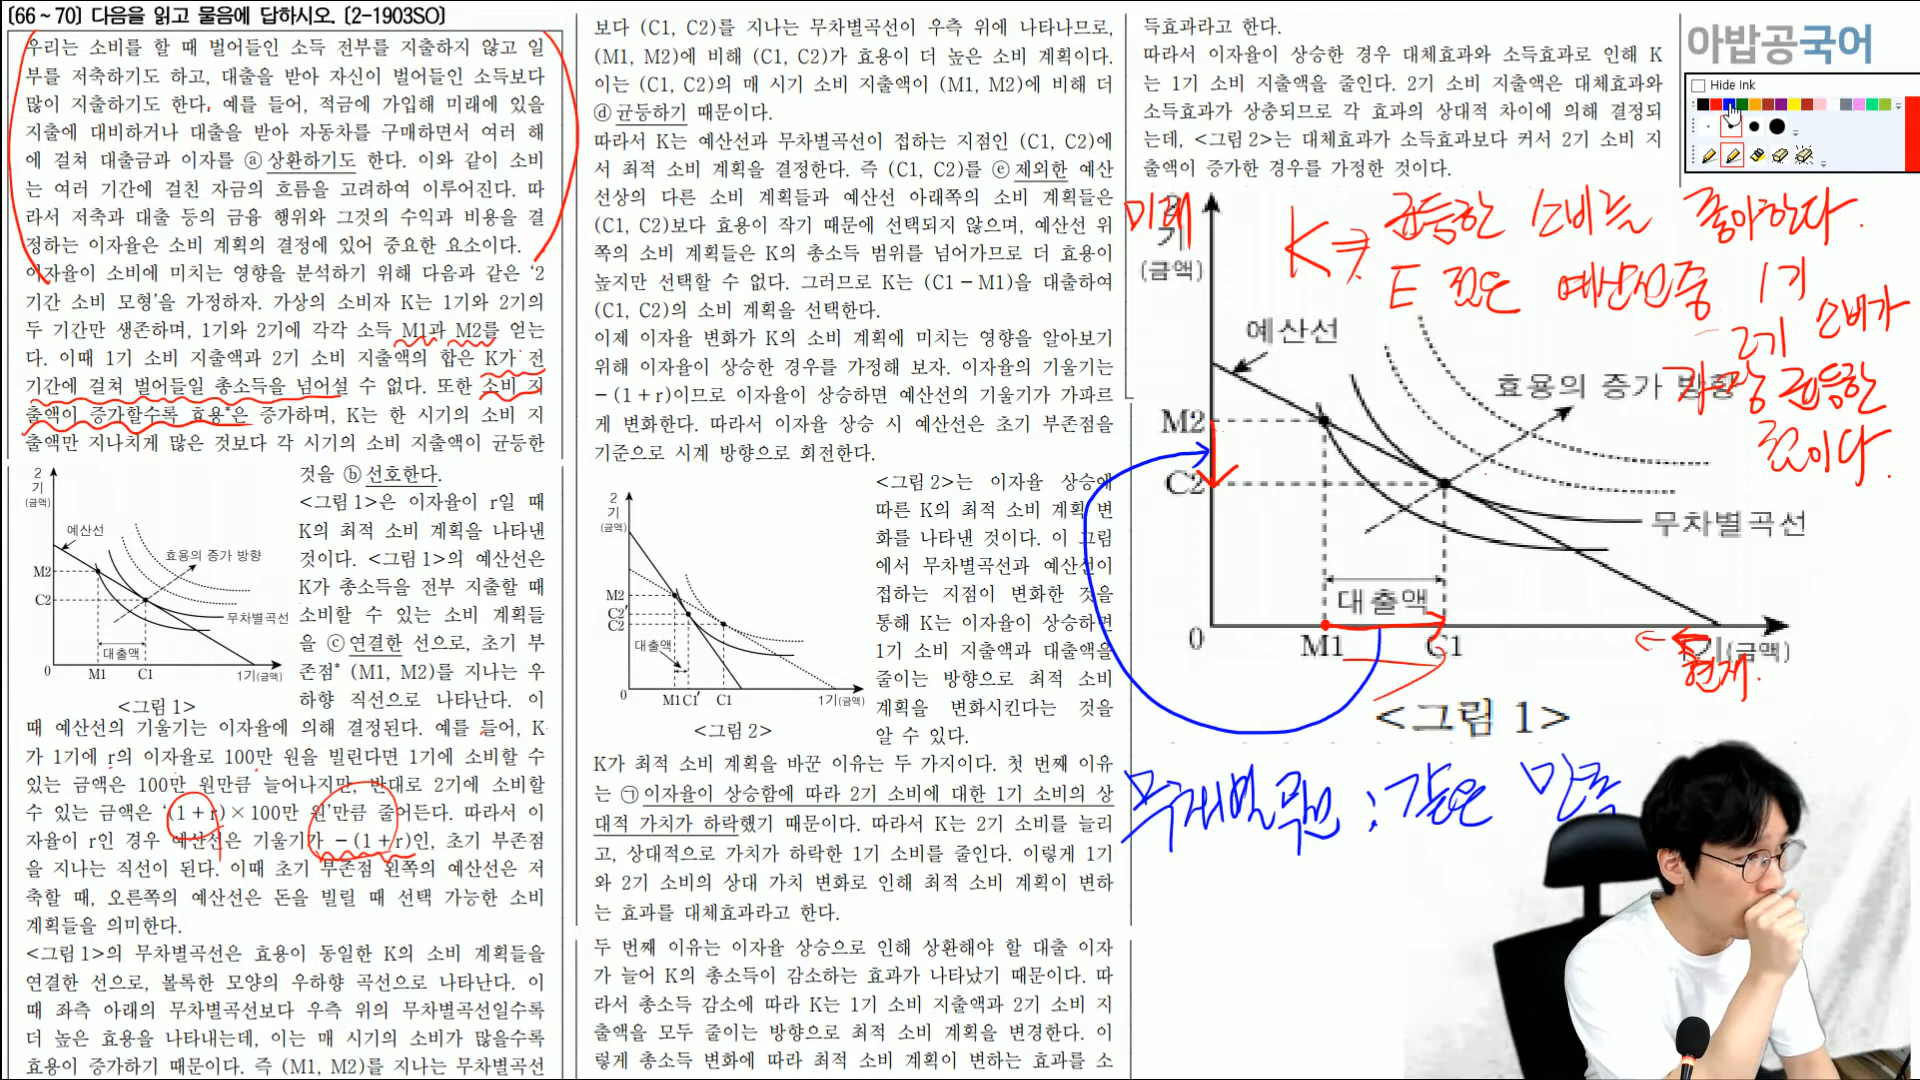 [66～70] 다음을 읽고 물음에 답하시오. [2-1903SO]
우리는 소비를 할 때 벌어들인 소득 전부를 지출하지 않고 일
부를 저축하기도 하고, 대출을 받아 자신이 벌어들인 소득보다
많이 지출하기도 한다. 예를 들어, 적금에 가입해 미래에 있을
지출에 대비하거나 대출을 받아 자동차를 구매하면서 여러 해
에 걸쳐 대출금과 이자를 ⓐ 상환하기도 한다. 이와 같이 소비
는 여러 기간에 걸친 자금의 흐름을 고려하여 이루어진다. 따
라서 저축과 대출 등의 금융 행위와 그것의 수익과 비용을 결
정하는 이자율은 소비 계획의 결정에 있어 중요한 요소이다.
이자율이 소비에 미치는 영향을 분석하기 위해 다음과 같은 ‘2
기간 소비 모형’을 가정하자. 가상의 소비자 K는 1기와 2기의
두 기간만 생존하며, 1기와 2기에 각각 소득 M1과 M2를 얻는
다. 이때 1기 소비 지출액과 2기 소비 지출액의 합은 K가 전
기간에 걸쳐 벌어들일 총소득을 넘어설 수 없다. 또한 소비 지
출액이 증가할수록 효용*은 증가하며, K는 한 시기의 소비 지
출액만 지나치게 많은 것보다 각 시기의 소비 지출액이 균등한
것을 ⓑ 선호한다.
<그림 1>은 이자율이 r일 때
K의 최적 소비 계획을 나타낸
것이다. <그림 1>의 예산선은
K가 총소득을 전부 지출할 때
소비할 수 있는 소비 계획들
을 ⓒ 연결한 선으로, 초기 부
존점* (M1, M2)를 지나는 우
하향 직선으로 나타난다. 이
2
기
(금액)
예산선
효용의 증가 방향
M2
C2
무차별곡선
대출액
0
M1
C1
1기(금액)
<그림 1>
때 예산선의 기울기는 이자율에 의해 결정된다. 예를 들어, K
가 1기에 r의 이자율로 100만 원을 빌린다면 1기에 소비할 수
있는 금액은 100만 원만큼 늘어나지만, 반대로 2기에 소비할
수 있는 금액은 ‘(1+r)×100만 원’만큼 줄어든다. 따라서 이
자율이 r인 경우 예산선은 기울기가 －(1+r)인, 초기 부존점
을 지나는 직선이 된다. 이때 초기 부존점 왼쪽의 예산선은 저
축할 때, 오른쪽의 예산선은 돈을 빌릴 때 선택 가능한 소비
계획들을 의미한다.
<그림 1>의 무차별곡선은 효용이 동일한 K의 소비 계획들을
연결한 선으로, 볼록한 모양의 우하향 곡선으로 나타난다. 이
때 좌측 아래의 무차별곡선보다 우측 위의 무차별곡선일수록
더 높은 효용을 나타내는데, 이는 매 시기의 소비가 많을수록
효용이 증가하기 때문이다. 즉 (M1, M2)를 지나는 무차별곡선
보다 (C1, C2)를 지나는 무차별곡선이 우측 위에 나타나므로,
(M1, M2)에 비해 (C1, C2)가 효용이 더 높은 소비 계획이다.
이는 (C1, C2)의 매 시기 소비 지출액이 (M1, M2)에 비해 더
ⓓ 균등하기 때문이다.
따라서 K는 예산선과 무차별곡선이 접하는 지점인 (C1, C2)에
서 최적 소비 계획을 결정한다. 즉 (C1, C2)를 ⓔ 제외한 예산
선상의 다른 소비 계획들과 예산선 아래쪽의 소비 계획들은
(C1, C2)보다 효용이 작기 때문에 선택되지 않으며, 예산선 위
쪽의 소비 계획들은 K의 총소득 범위를 넘어가므로 더 효용이
높지만 선택할 수 없다. 그러므로 K는 (C1－M1)을 대출하여
(C1, C2)의 소비 계획을 선택한다.
이제 이자율 변화가 K의 소비 계획에 미치는 영향을 알아보기
위해 이자율이 상승한 경우를 가정해 보자. 이자율의 기울기는
－(1+r)이므로 이자율이 상승하면 예산선의 기울기가 가파르
게 변화한다. 따라서 이자율 상승 시 예산선은 초기 부존점을
기준으로 시계 방향으로 회전한다.
<그림 2>는 이자율 상승에
따른 K의 최적 소비 계획 변
화를 나타낸 것이다. 이 그림
에서 무차별곡선과 예산선이
접하는 지점이 변화한 것을
통해 K는 이자율이 상승하면
1기 소비 지출액과 대출액을
줄이는 방향으로 최적 소비
계획을 변화시킨다는 것을
알 수 있다.
2
기
(금액)
M2
C2′
C2
대출액
0
M1 C1′ C1
1기(금액)
<그림 2>
K가 최적 소비 계획을 바꾼 이유는 두 가지이다. 첫 번째 이유
는 ㉠ 이자율이 상승함에 따라 2기 소비에 대한 1기 소비의 상
대적 가치가 하락했기 때문이다. 따라서 K는 2기 소비를 늘리
고, 상대적으로 가치가 하락한 1기 소비를 줄인다. 이렇게 1기
와 2기 소비의 상대 가치 변화로 인해 최적 소비 계획이 변하
는 효과를 대체효과라고 한다.
두 번째 이유는 이자율 상승으로 인해 상환해야 할 대출 이자
가 늘어 K의 총소득이 감소하는 효과가 나타났기 때문이다. 따
라서 총소득 감소에 따라 K는 1기 소비 지출액과 2기 소비 지
출액을 모두 줄이는 방향으로 최적 소비 계획을 변경한다. 이
렇게 총소득 변화에 따라 최적 소비 계획이 변하는 효과를 소
득효과라고 한다.
따라서 이자율이 상승한 경우 대체효과와 소득효과로 인해 K
는 1기 소비 지출액을 줄인다. 2기 소비 지출액은 대체효과와
소득효과가 상충되므로 각 효과의 상대적 차이에 의해 결정되
는데, <그림 2>는 대체효과가 소득효과보다 커서 2기 소비 지
출액이 증가한 경우를 가정한 것이다.
아밥공국어
Hide Ink
미래
기
(금액)
K는 균등한 소비를 좋아한다.
E 점은 예산선중 1기
2기 소비가
가장 균등한
점이다.
예산선
효용의 증가 방향
M2
C2
무차별곡선
대출액
0
M1
C1
기(금액)
현재.
<그림 1>
무차별곡선 : 같은 만족